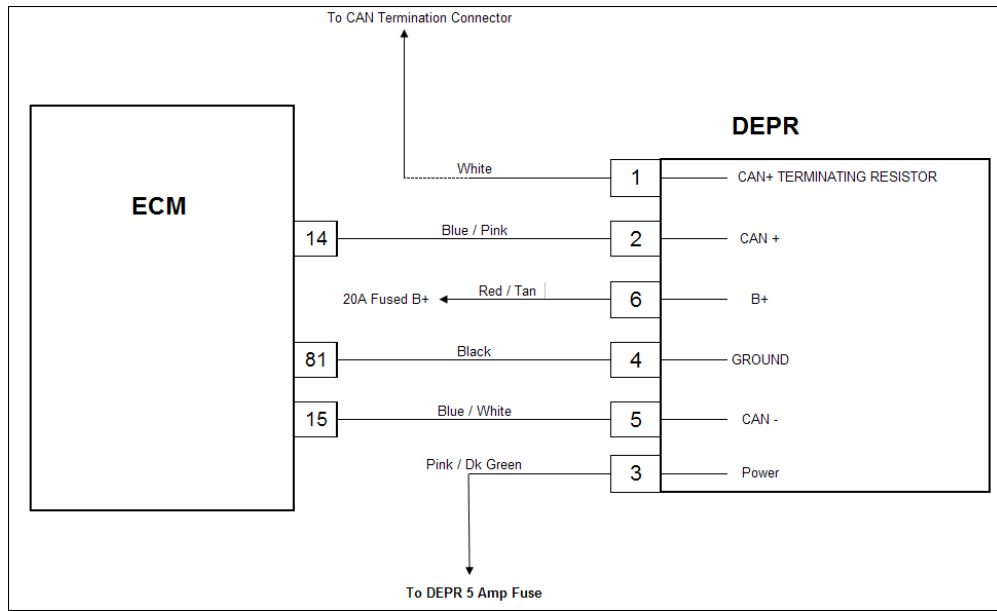 To CAN Termination Connector
DEPR
White
1
CAN+ TERMINATING RESISTOR
ECM
14
Blue / Pink
2
CAN +
20A Fused B+
Red / Tan
6
B+
81
Black
4
GROUND
15
Blue / White
5
CAN -
Pink / Dk Green
3
Power
To DEPR 5 Amp Fuse